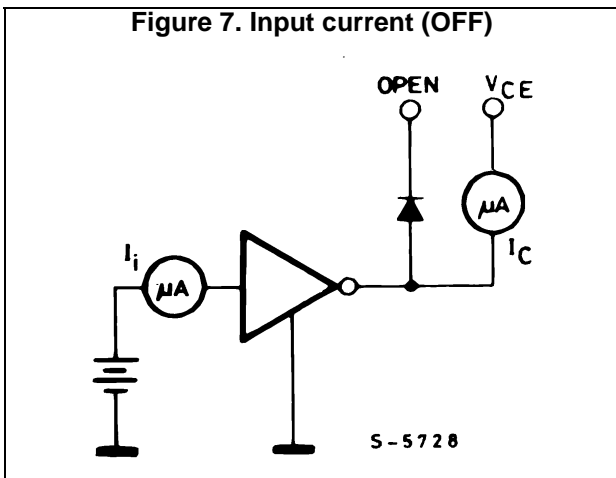 Figure 7. Input current (OFF)
OPEN
VCE
μA
Ii
IC
μA
S-5728